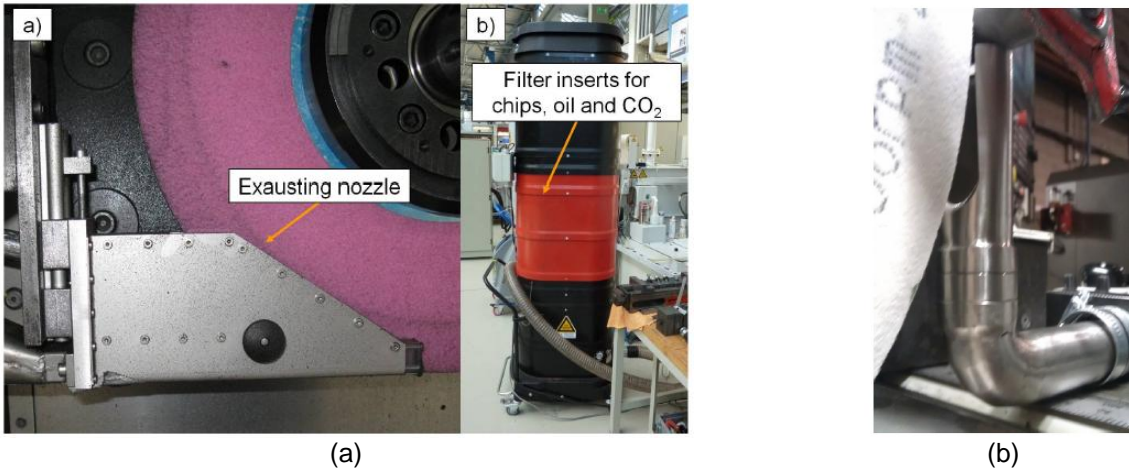 a)
Exausting nozzle
b)
Filter inserts for
chips, oil and CO₂
(a)
(b)